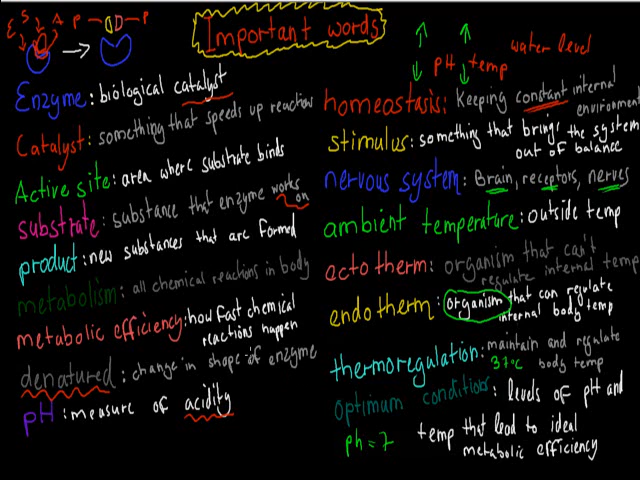 Important words
E S A P P
pH temp water level
Enzyme: biological catalyst
Catalyst: something that speeds up reaction
Active site: area where substrate binds
substrate: substance that enzyme works on
product: new substances that are formed
metabolism: all chemical reactions in body
metabolic efficiency: how fast chemical
reactions happen
denatured: change in shape of enzyme
pH: measure of acidity
homeostasis: Keeping constant internal
environment
stimulus: something that brings the system
out of balance
nervous system: Brain, receptors, nerves
ambient temperature: outside temp
actotherm: organism that can't
regulate internal temp
endotherm: organism that can regulate
internal body temp
thermoregulation: maintain and regulate
37°C body temp
optimum conditions: levels of pH and
ph = 7 temp that lead to ideal
metabolic efficiency